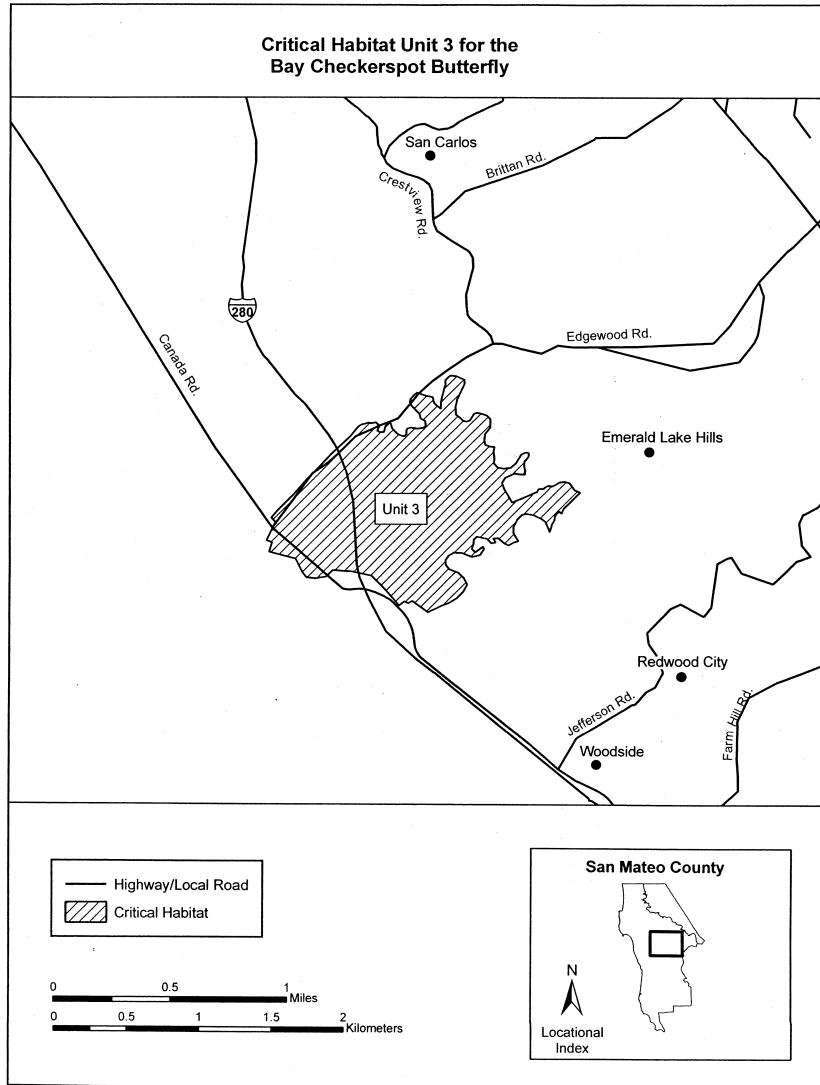 Critical Habitat Unit 3 for the
Bay Checkerspot Butterfly
San Carlos
Brittan Rd.
Crestview Rd.
280
Edgewood Rd.
Canada Rd.
Emerald Lake Hills
Unit 3
Redwood City
Jefferson Rd.
Farm Hill Rd.
Woodside
Highway/Local Road
Critical Habitat
0 0.5 1
Miles
0 0.5 1 1.5 2
Kilometers
San Mateo County
N
Locational
Index